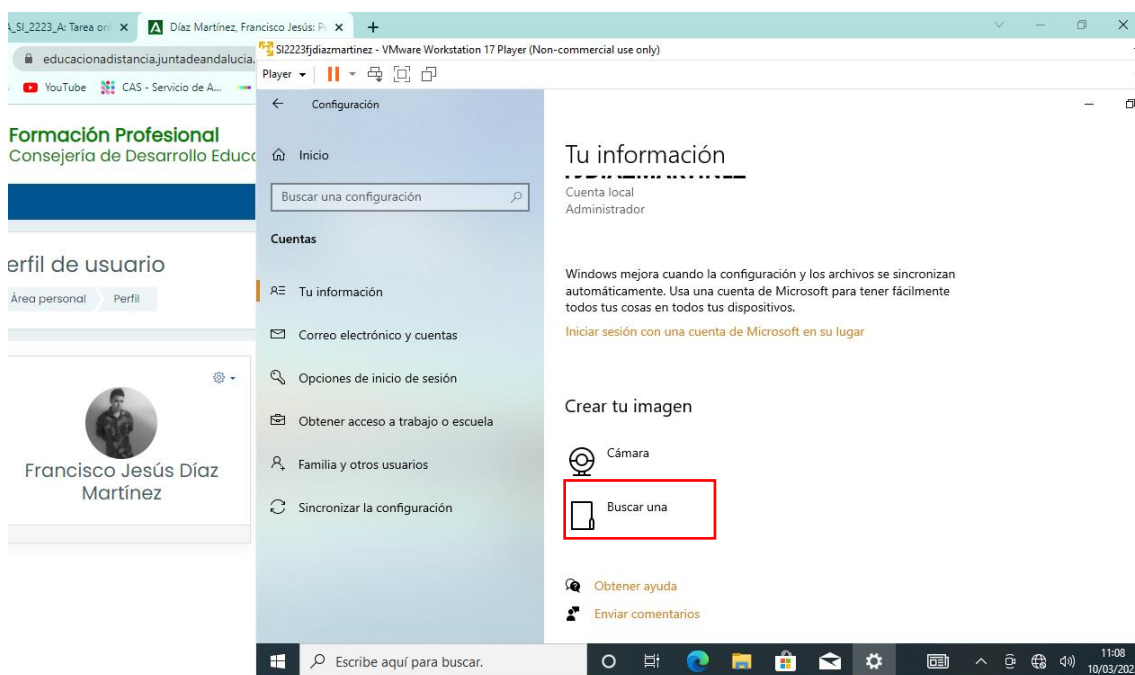 A_SI_2223_A: Tarea on
Díaz Martínez, Francisco Jesús: P
educacionadistancia.juntadeandalucia.
YouTube
CAS - Servicio de A...
Formación Profesional
Consejería de Desarrollo Educ
erfil de usuario
Área personal
Perfil
Francisco Jesús Díaz
Martínez
SI2223fjdiazmartinez - VMware Workstation 17 Player (Non-commercial use only)
Player
Configuración
Inicio
Buscar una configuración
Cuentas
Tu información
Correo electrónico y cuentas
Opciones de inicio de sesión
Obtener acceso a trabajo o escuela
Familia y otros usuarios
Sincronizar la configuración
Tu información
FJDIAZMARTINEZ
Cuenta local
Administrador
Windows mejora cuando la configuración y los archivos se sincronizan
automáticamente. Usa una cuenta de Microsoft para tener fácilmente
todos tus cosas en todos tus dispositivos.
Iniciar sesión con una cuenta de Microsoft en su lugar
Crear tu imagen
Cámara
Buscar una
Obtener ayuda
Enviar comentarios
Escribe aquí para buscar.
11:08
10/03/202